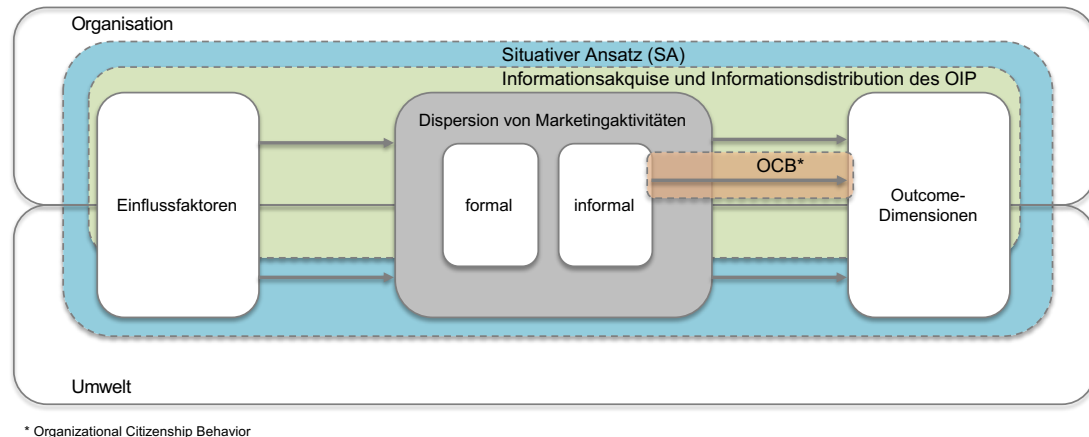 Organisation
Situativer Ansatz (SA)
Informationsakquise und Informationsdistribution des OIP
Dispersion von Marketingaktivitäten
OCB*
Einflussfaktoren
formal
informal
Outcome-
Dimensionen
Umwelt
* Organizational Citizenship Behavior